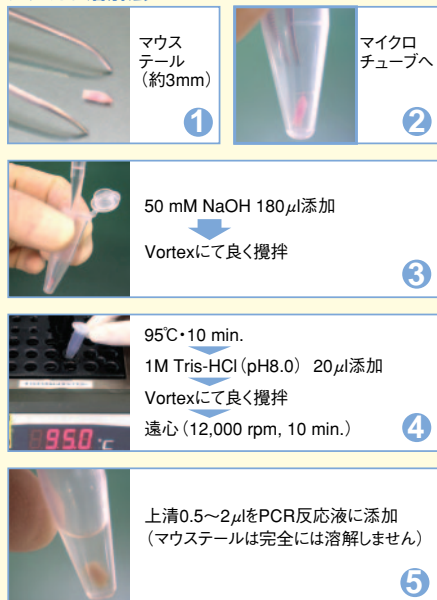 マウス
テール
（約3mm）
1
マイクロ
チューブへ
2
50 mM NaOH 180μl添加
Vortexにて良く攪拌
3
95℃・10 min.
1M Tris-HCl（pH8.0） 20μl添加
Vortexにて良く攪拌
遠心（12,000 rpm, 10 min.）
4
95.0 ℃
上清0.5～2μlをPCR反応液に添加
（マウステールは完全には溶解しません）
5